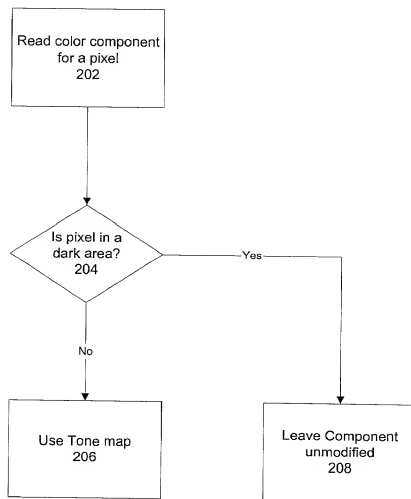 Read color component
for a pixel
202
Is pixel in a
dark area?
204
Yes
No
Use Tone map
206
Leave Component
unmodified
208